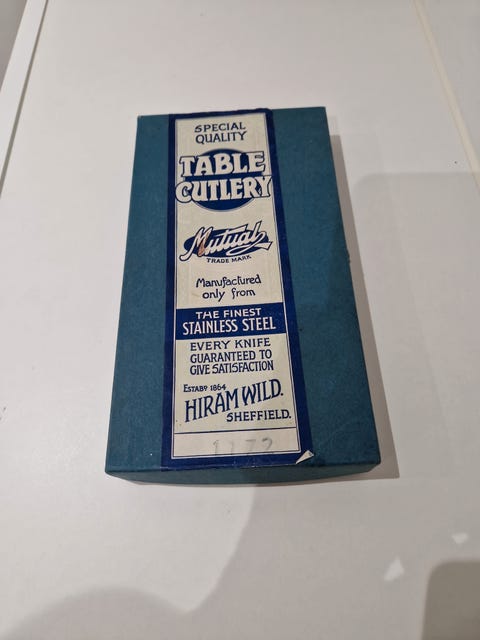 SPECIAL
QUALITY
TABLE
CUTLERY
Mutual
TRADE MARK
Manufactured
only from
THE FINEST
STAINLESS STEEL
EVERY KNIFE
GUARANTEED TO
GIVE SATISFACTION
ESTABD 1864
HIRAM WILD.
SHEFFIELD.
1172